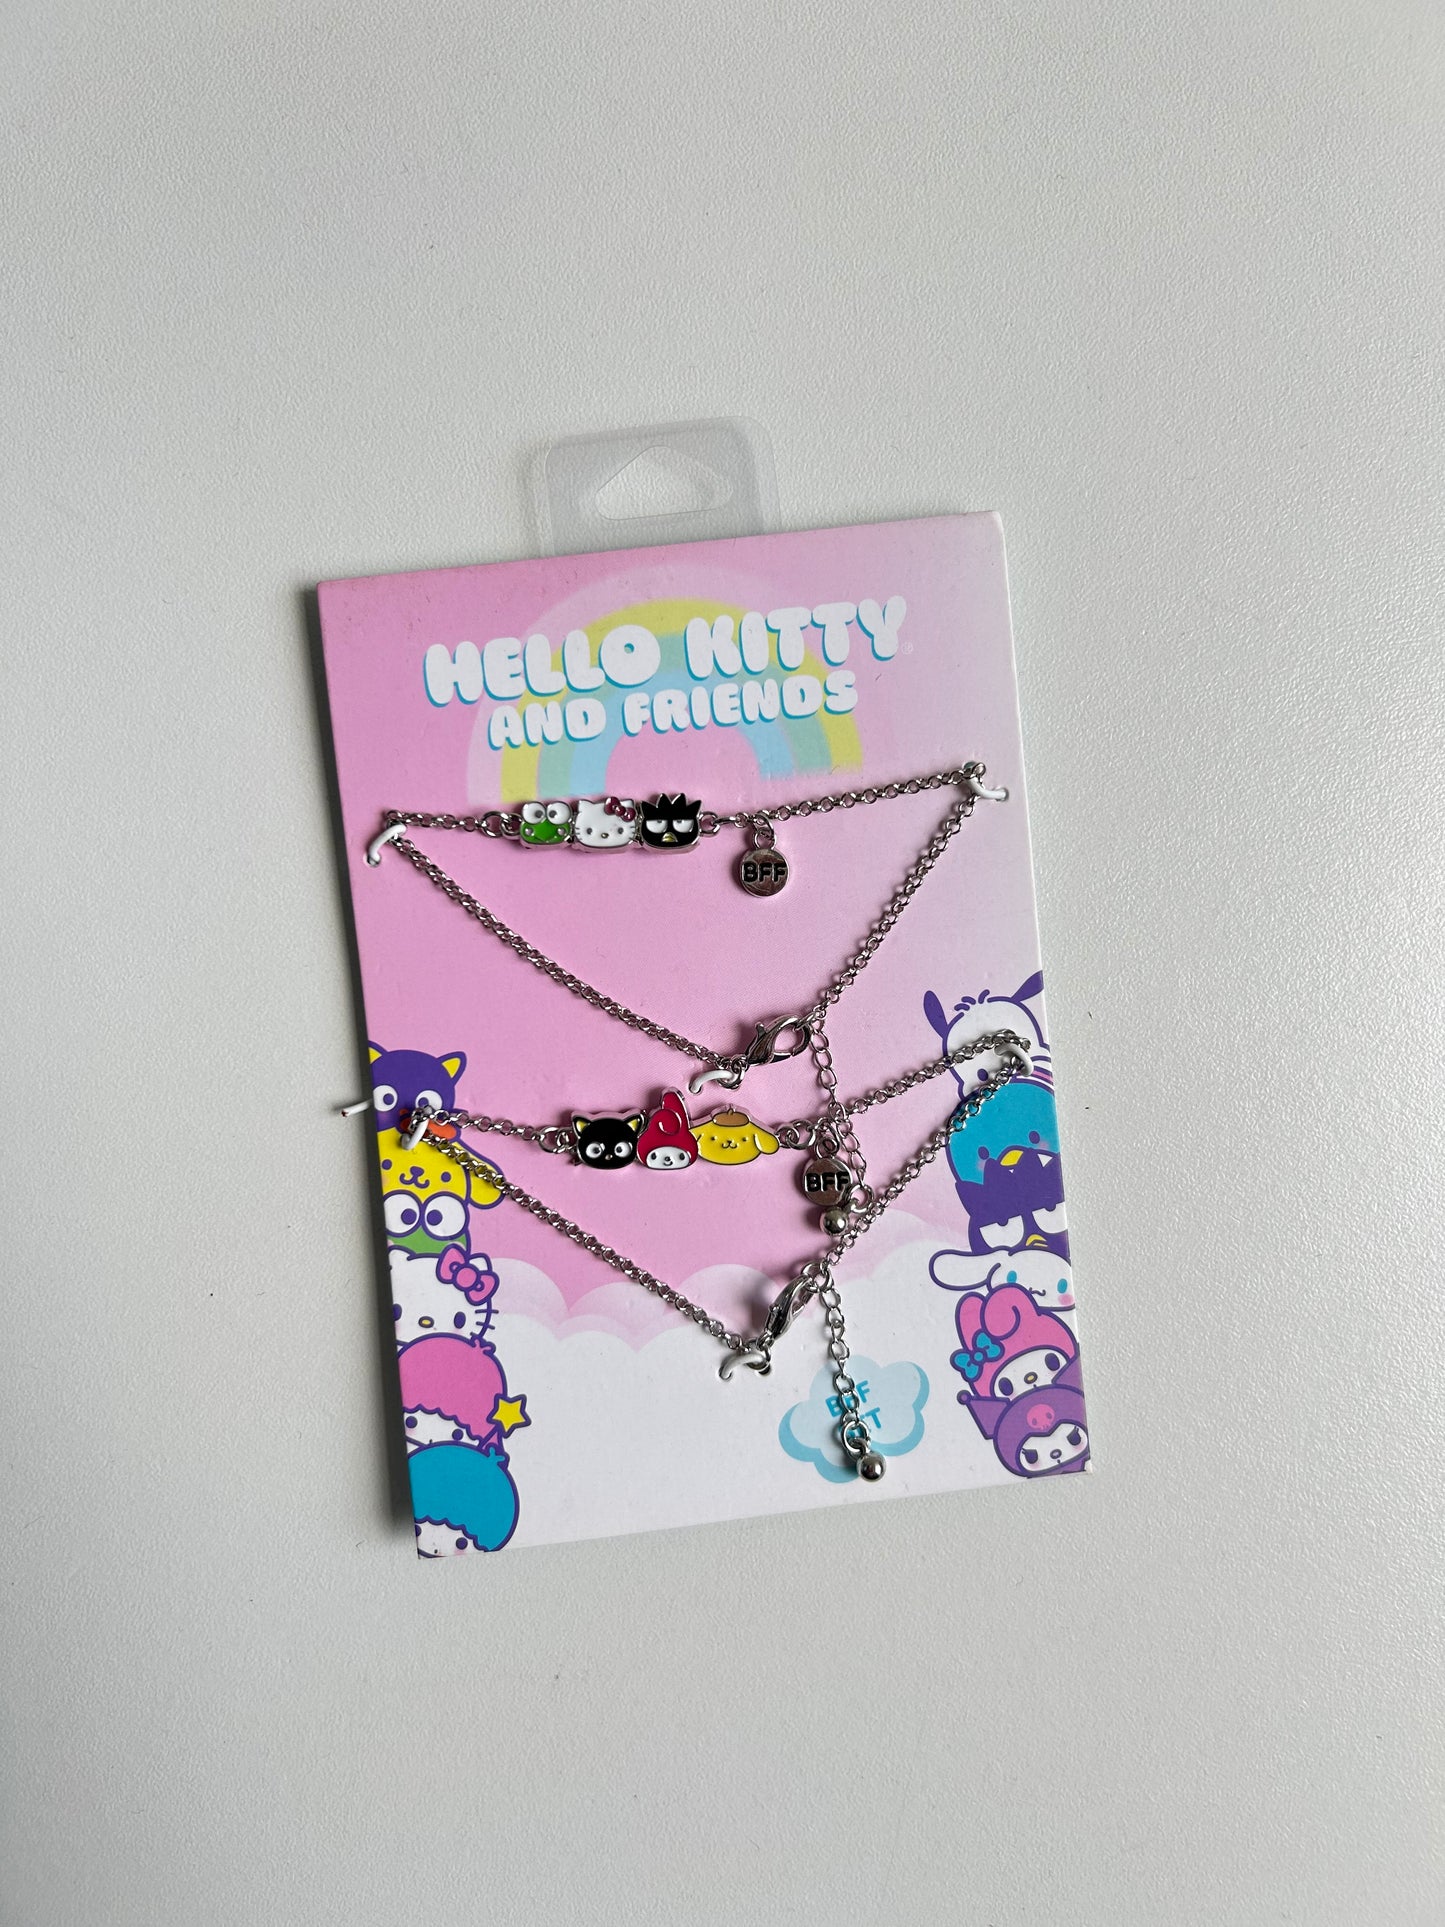 HELLO KITTY®
AND FRIENDS
BFF
BFF